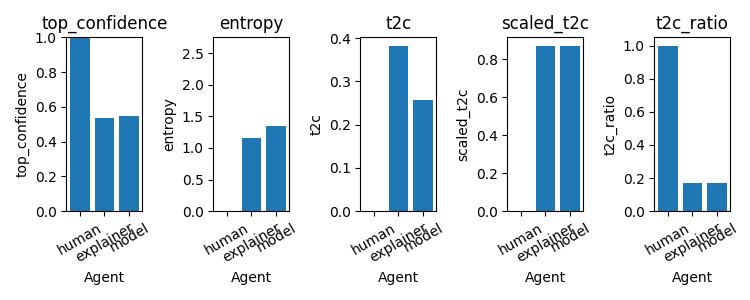 top_confidence
entropy
t2c
scaled_t2c
t2c_ratio
top_confidence
1.0
0.8
0.6
0.4
0.2
0.0
human
explainer
model
Agent
entropy
2.5
2.0
1.5
1.0
0.5
0.0
human
explainer
model
Agent
t2c
0.4
0.3
0.2
0.1
0.0
human
explainer
model
Agent
scaled_t2c
0.8
0.6
0.4
0.2
0.0
human
explainer
model
Agent
t2c_ratio
1.0
0.8
0.6
0.4
0.2
0.0
human
explainer
model
Agent